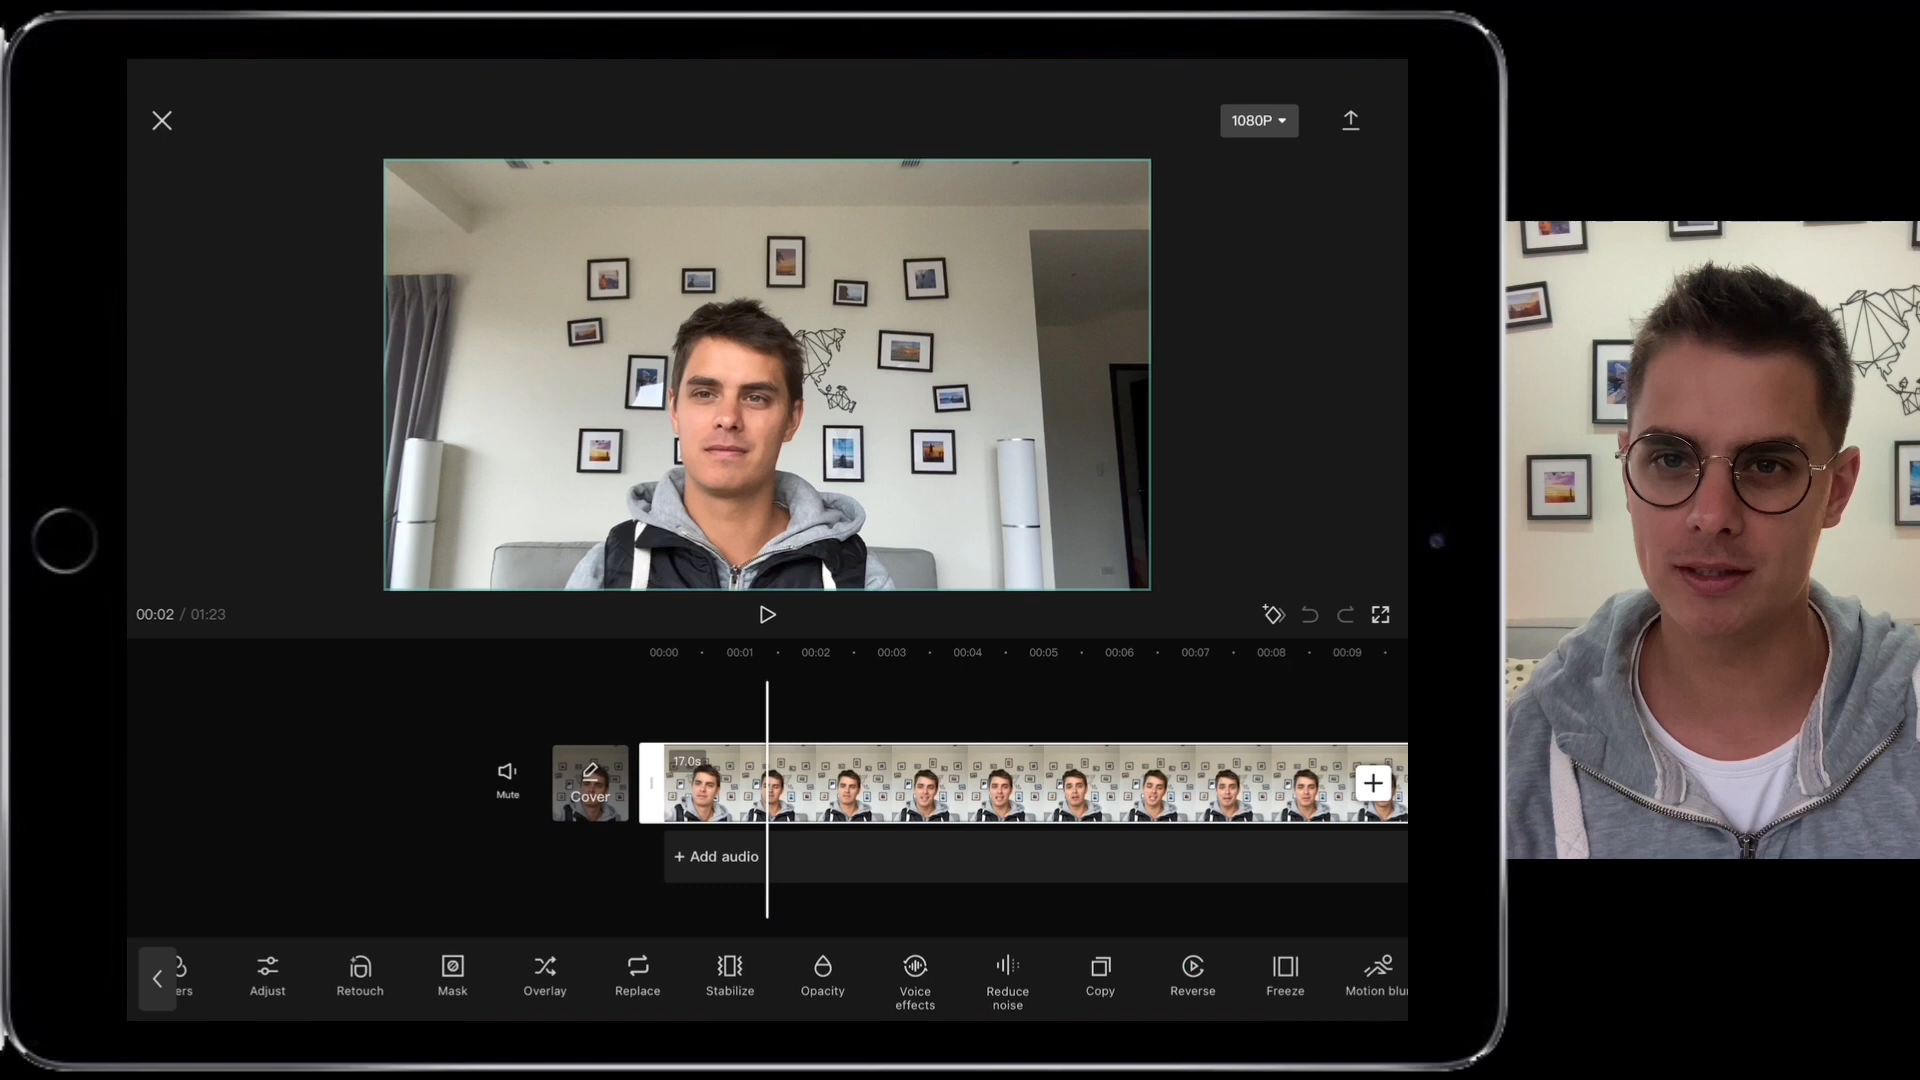 1080P
00:02 / 01:23
00:00 00:01 00:02 00:03 00:04 00:05 00:06 00:07 00:08 00:09
17.0s
Mute
Cover
+ Add audio
ers
Adjust
Retouch
Mask
Overlay
Replace
Stabilize
Opacity
Voice
effects
Reduce
noise
Copy
Reverse
Freeze
Motion blur